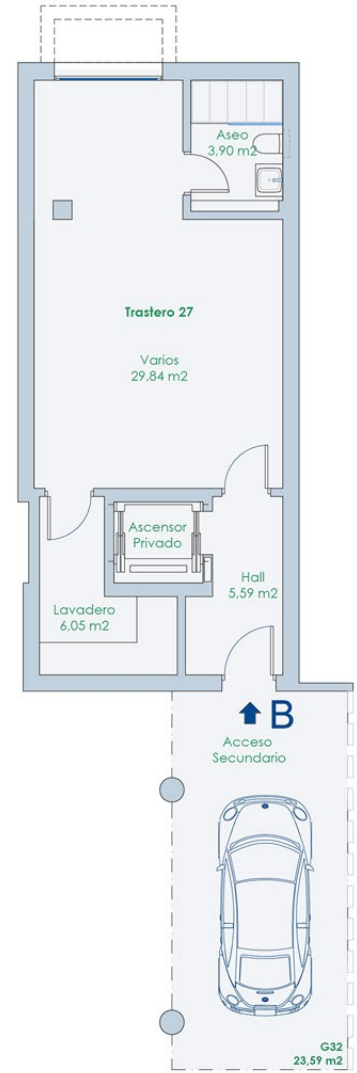 Aseo
3,90 m2
Trastero 27
Varios
29,84 m2
Ascensor
Privado
Hall
5,59 m2
Lavadero
6,05 m2
B
Acceso
Secundario
G32
23,59 m2